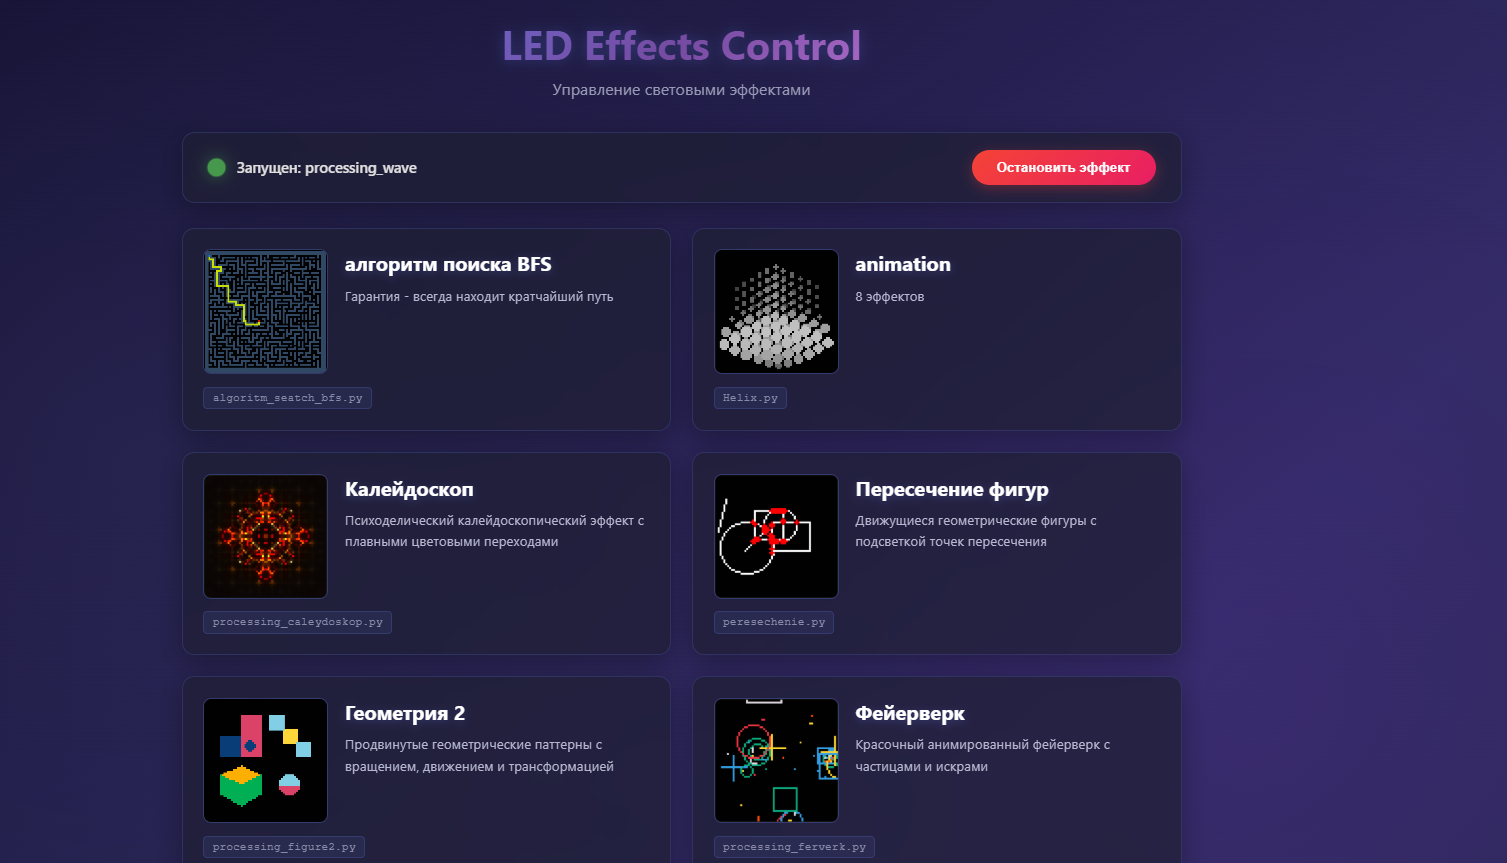 LED Effects Control
Управление световыми эффектами
Запущен: processing_wave
Остановить эффект
алгоритм поиска BFS
Гарантия - всегда находит кратчайший путь
algoritm_seatch_bfs.py
animation
8 эффектов
Helix.py
Калейдоскоп
Психоделический калейдоскопический эффект с
плавными цветовыми переходами
processing_caleydoskop.py
Пересечение фигур
Движущиеся геометрические фигуры с
подсветкой точек пересечения
peresechenie.py
Геометрия 2
Продвинутые геометрические паттерны с
вращением, движением и трансформацией
processing_figure2.py
Фейерверк
Красочный анимированный фейерверк с
частицами и искрами
processing_ferverk.py